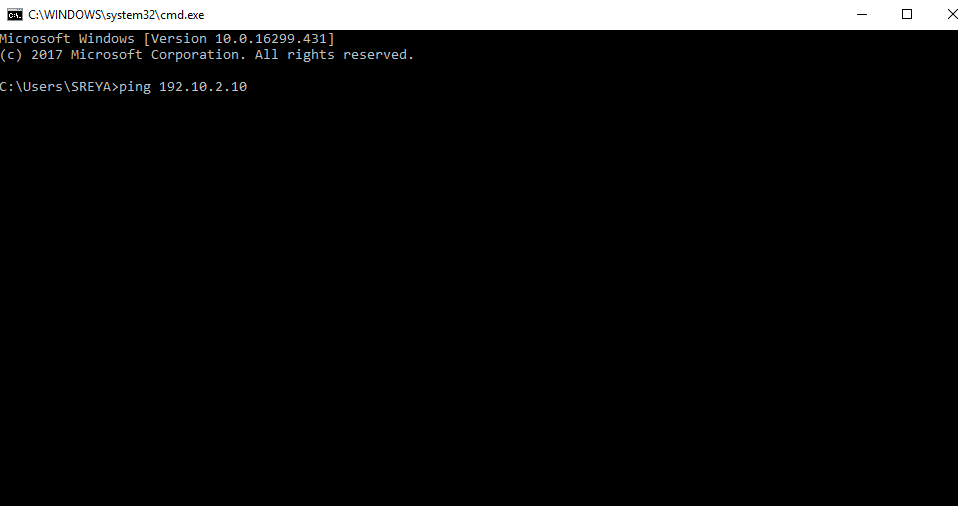 C:\WINDOWS\system32\cmd.exe
Microsoft Windows [Version 10.0.16299.431]
(c) 2017 Microsoft Corporation. All rights reserved.
C:\Users\SREYA>ping 192.10.2.10